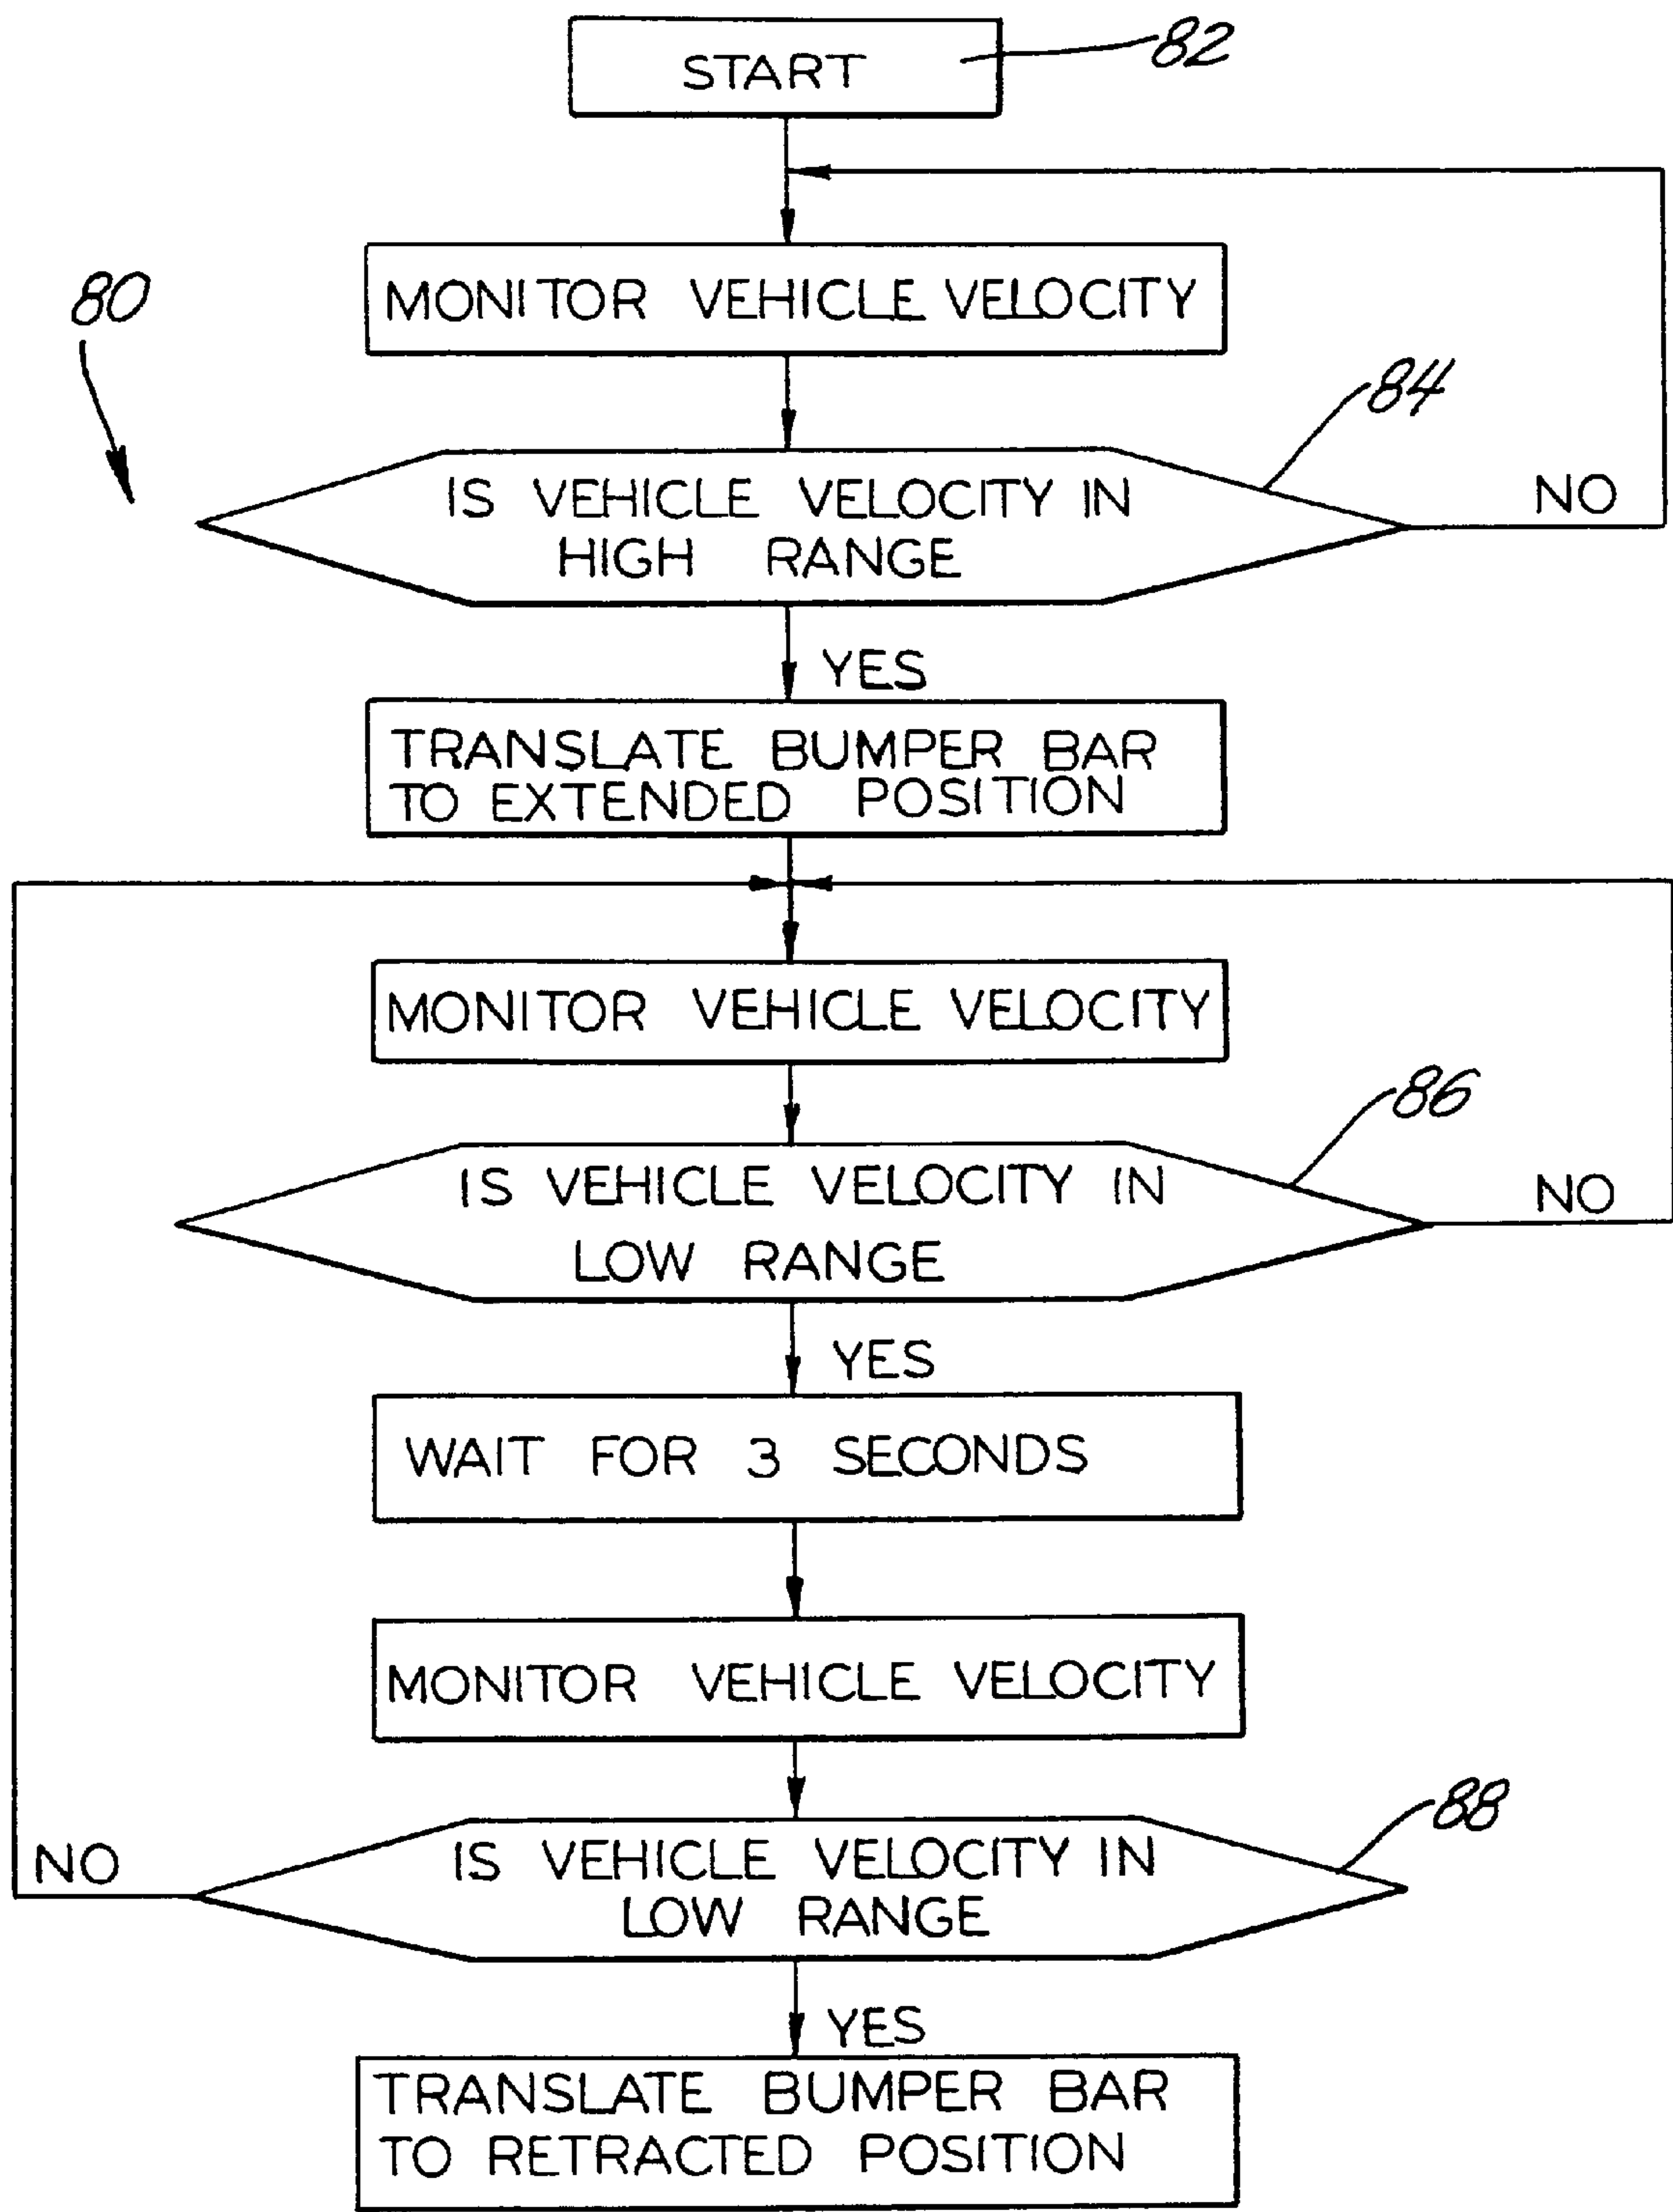 START
82
80
MONITOR VEHICLE VELOCITY
84
IS VEHICLE VELOCITY IN
HIGH RANGE
NO
YES
TRANSLATE BUMPER BAR
TO EXTENDED POSITION
MONITOR VEHICLE VELOCITY
86
IS VEHICLE VELOCITY IN
LOW RANGE
NO
YES
WAIT FOR 3 SECONDS
MONITOR VEHICLE VELOCITY
88
IS VEHICLE VELOCITY IN
LOW RANGE
NO
YES
TRANSLATE BUMPER BAR
TO RETRACTED POSITION